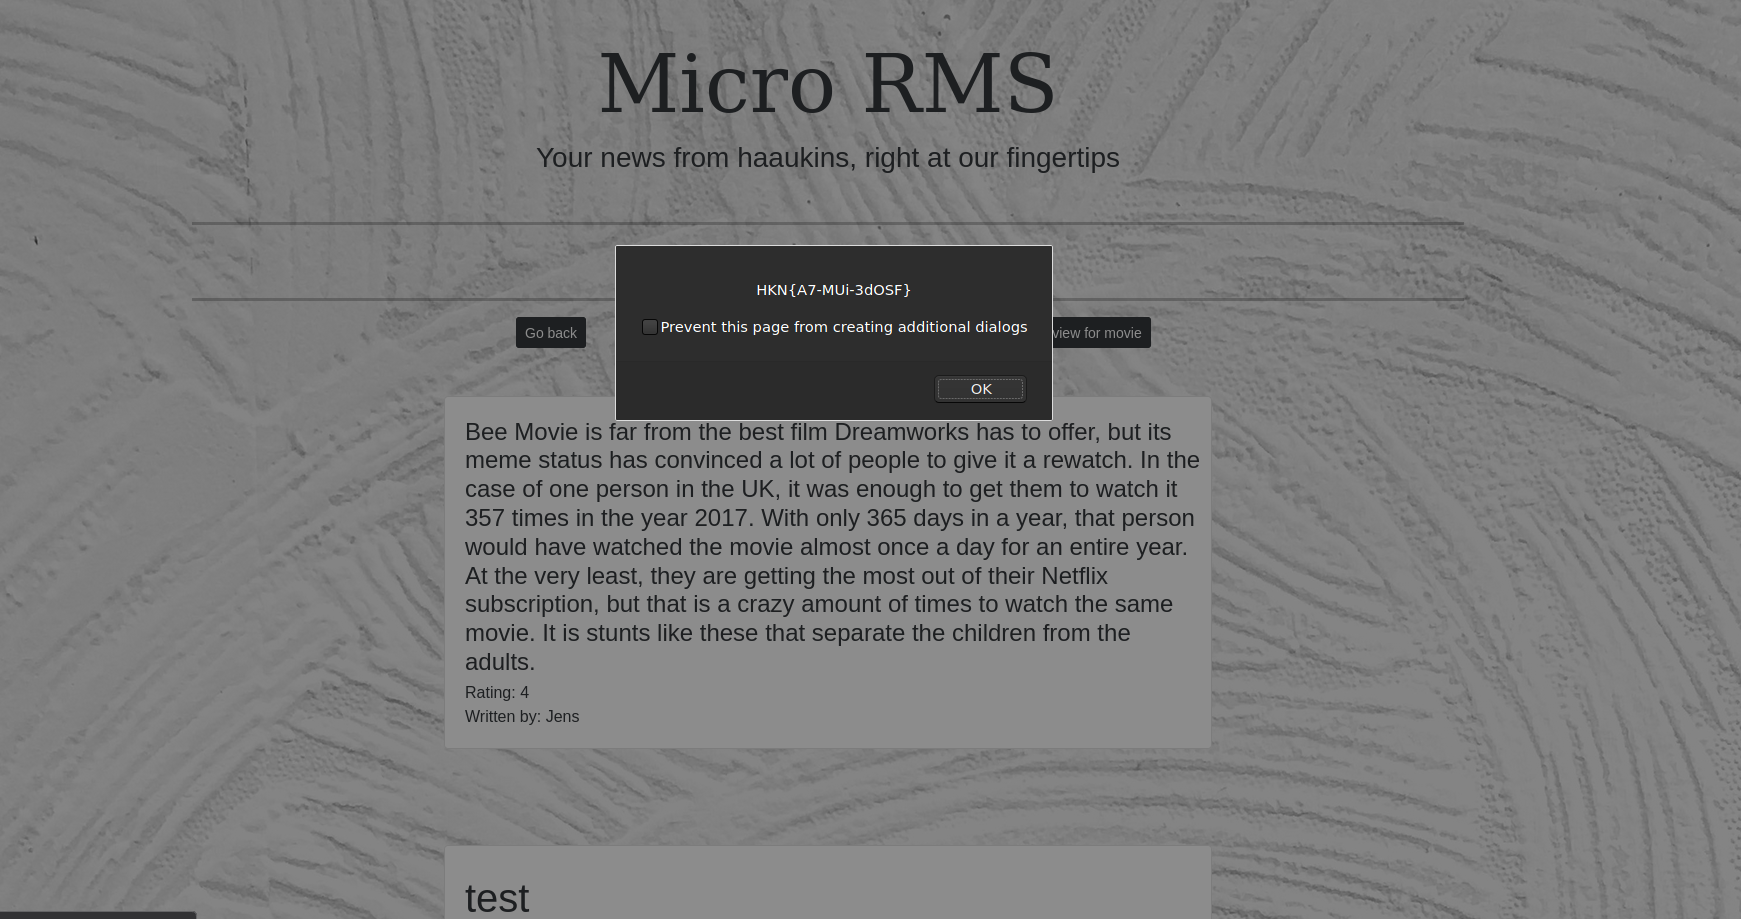 Micro RMS
Your news from haaukins, right at our fingertips
HKN{A7-MUi-3dOSF}
Prevent this page from creating additional dialogs
Go back
view for movie
OK
Bee Movie is far from the best film Dreamworks has to offer, but its
meme status has convinced a lot of people to give it a rewatch. In the
case of one person in the UK, it was enough to get them to watch it
357 times in the year 2017. With only 365 days in a year, that person
would have watched the movie almost once a day for an entire year.
At the very least, they are getting the most out of their Netflix
subscription, but that is a crazy amount of times to watch the same
movie. It is stunts like these that separate the children from the
adults.
Rating: 4
Written by: Jens
test